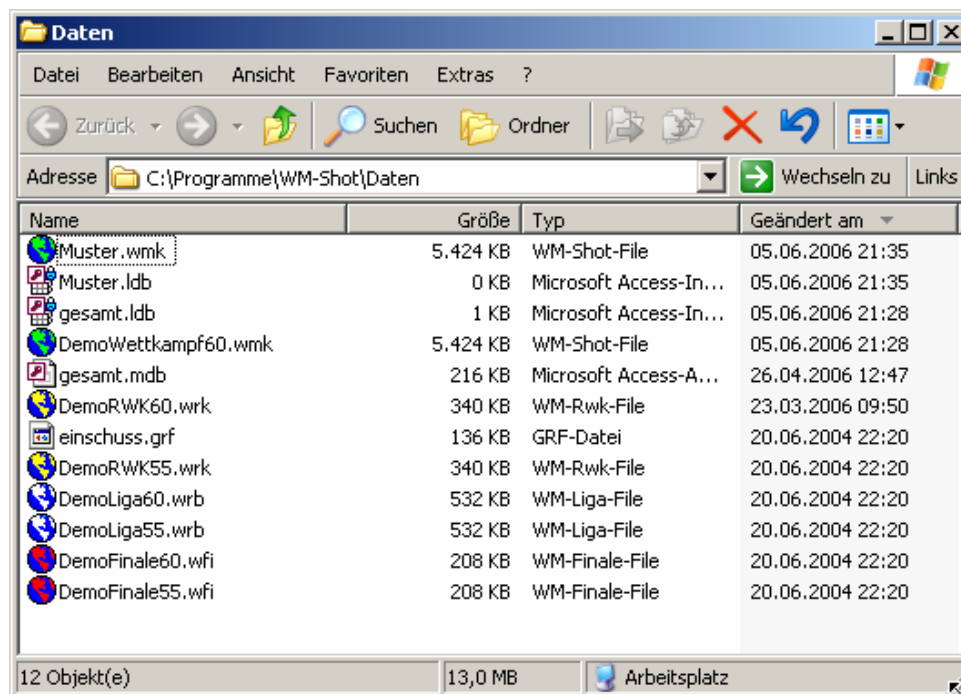 Daten
Datei Bearbeiten Ansicht Favoriten Extras ?
Zurück Suchen Ordner
Adresse C:\Programme\WM-Shot\Daten Wechseln zu Links
Name Größe Typ Geändert am
Muster.wmk 5.424 KB WM-Shot-File 05.06.2006 21:35
Muster.ldb 0 KB Microsoft Access-In... 05.06.2006 21:35
gesamt.ldb 1 KB Microsoft Access-In... 05.06.2006 21:28
DemoWettkampf60.wmk 5.424 KB WM-Shot-File 05.06.2006 21:28
gesamt.mdb 216 KB Microsoft Access-A... 26.04.2006 12:47
DemoRWK60.wrk 340 KB WM-Rwk-File 23.03.2006 09:50
einschuss.grf 136 KB GRF-Datei 20.06.2004 22:20
DemoRWK55.wrk 340 KB WM-Rwk-File 20.06.2004 22:20
DemoLiga60.wrb 532 KB WM-Liga-File 20.06.2004 22:20
DemoLiga55.wrb 532 KB WM-Liga-File 20.06.2004 22:20
DemoFinale60.wfi 208 KB WM-Finale-File 20.06.2004 22:20
DemoFinale55.wfi 208 KB WM-Finale-File 20.06.2004 22:20
12 Objekt(e) 13,0 MB Arbeitsplatz